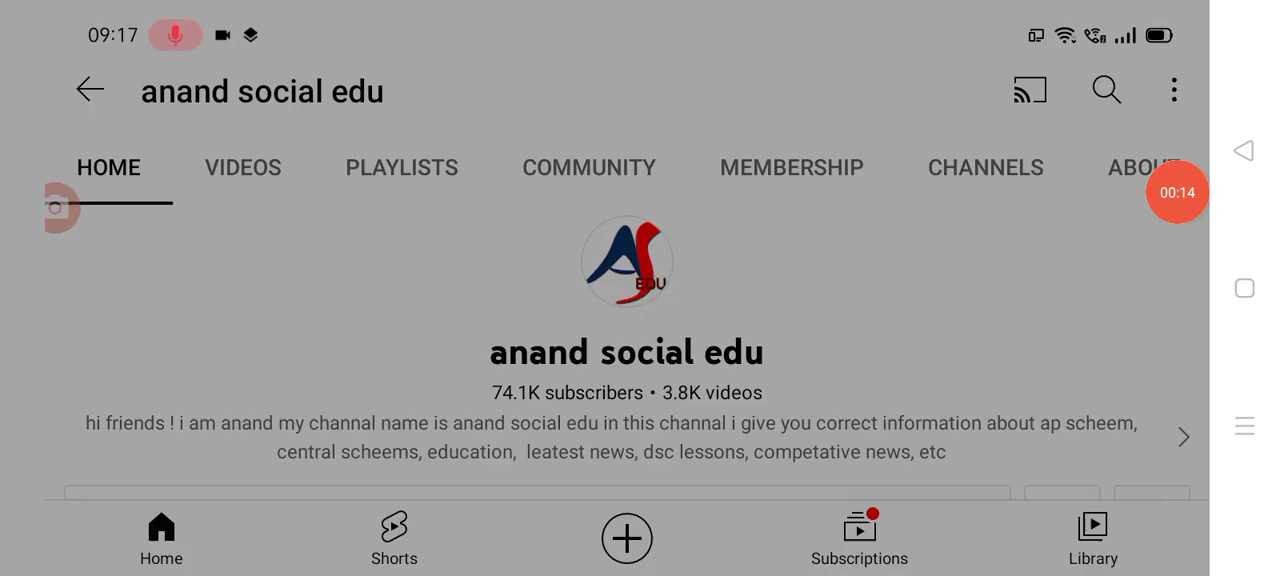 09:17
anand social edu
HOME VIDEOS PLAYLISTS COMMUNITY MEMBERSHIP CHANNELS
00:14
AS EDU
anand social edu
74.1K subscribers • 3.8K videos
hi friends ! i am anand my channal name is anand social edu in this channal i give you correct information about ap scheem,
central scheems, education, leatest news, dsc lessons, competative news, etc
Home Shorts Subscriptions Library